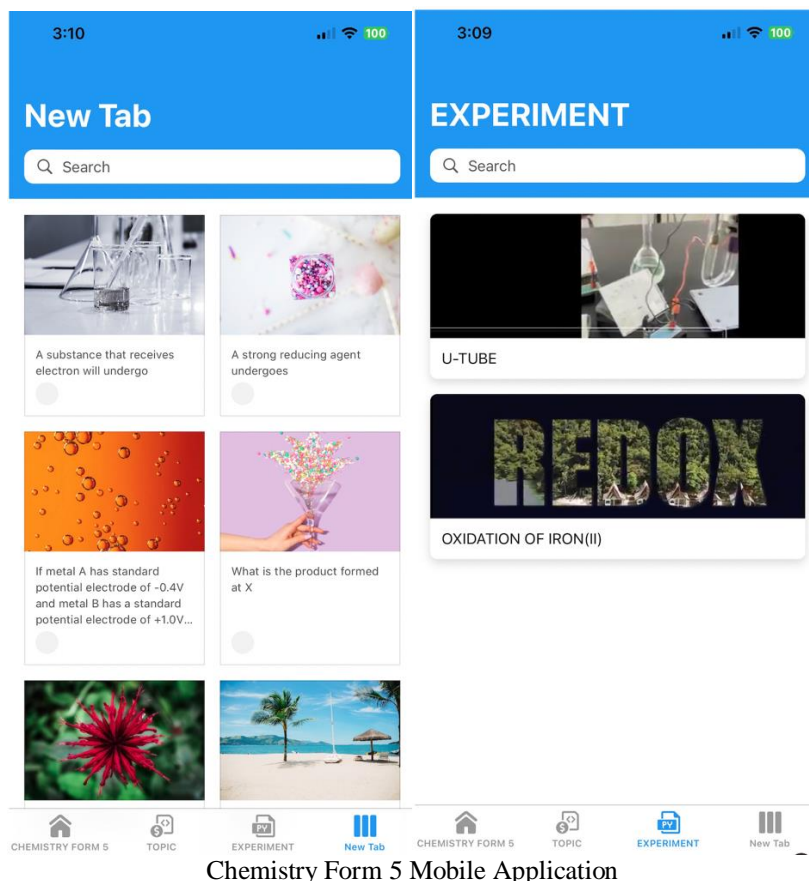 3:10
100
New Tab
Search
A substance that receives
electron will undergo
A strong reducing agent
undergoes
If metal A has standard
potential electrode of -0.4V
and metal B has a standard
potential electrode of +1.0V...
What is the product formed
at X
CHEMISTRY FORM 5
TOPIC
PY
EXPERIMENT
New Tab
3:09
100
EXPERIMENT
Search
U-TUBE
REDOX
OXIDATION OF IRON(II)
CHEMISTRY FORM 5
TOPIC
PY
EXPERIMENT
New Tab
Chemistry Form 5 Mobile Application